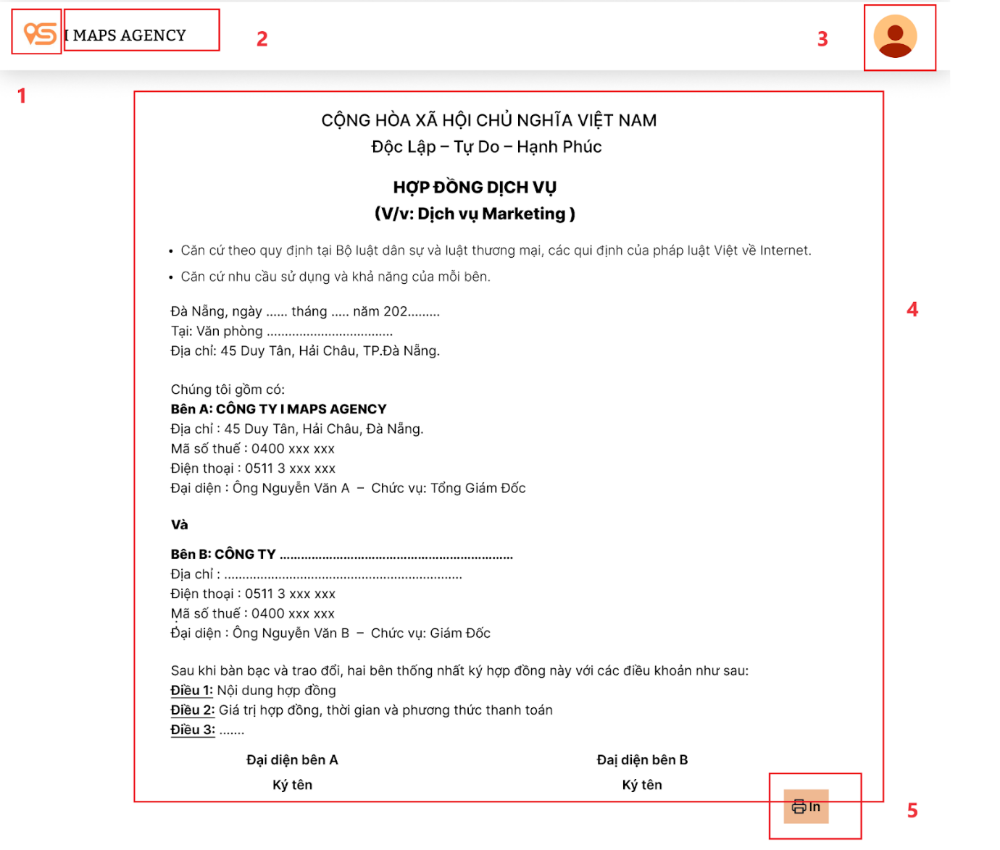 I MAPS AGENCY
2
3
1
CỘNG HÒA XÃ HỘI CHỦ NGHĨA VIỆT NAM
Độc Lập – Tự Do – Hạnh Phúc
HỢP ĐỒNG DỊCH VỤ
(V/v: Dịch vụ Marketing )
• Căn cứ theo quy định tại Bộ luật dân sự và luật thương mại, các qui định của pháp luật Việt về Internet.
• Căn cứ nhu cầu sử dụng và khả năng của mỗi bên.
4
Đà Nẵng, ngày ...... tháng ..... năm 202.........
Tại: Văn phòng ...................................
Địa chỉ: 45 Duy Tân, Hải Châu, TP.Đà Nẵng.
Chúng tôi gồm có:
Bên A: CÔNG TY I MAPS AGENCY
Địa chỉ : 45 Duy Tân, Hải Châu, Đà Nẵng.
Mã số thuế : 0400 xxx xxx
Điện thoại : 0511 3 xxx xxx
Đại diện : Ông Nguyễn Văn A – Chức vụ: Tổng Giám Đốc
Và
Bên B: CÔNG TY ..................................................................
Địa chỉ : ..................................................................
Điện thoại : 0511 3 xxx xxx
Mã số thuế : 0400 xxx xxx
Đại diện : Ông Nguyễn Văn B – Chức vụ: Giám Đốc
Sau khi bàn bạc và trao đổi, hai bên thống nhất ký hợp đồng này với các điều khoản như sau:
Điều 1: Nội dung hợp đồng
Điều 2: Giá trị hợp đồng, thời gian và phương thức thanh toán
Điều 3: .......
Đại diện bên A Đaị diện bên B
Ký tên Ký tên
In
5